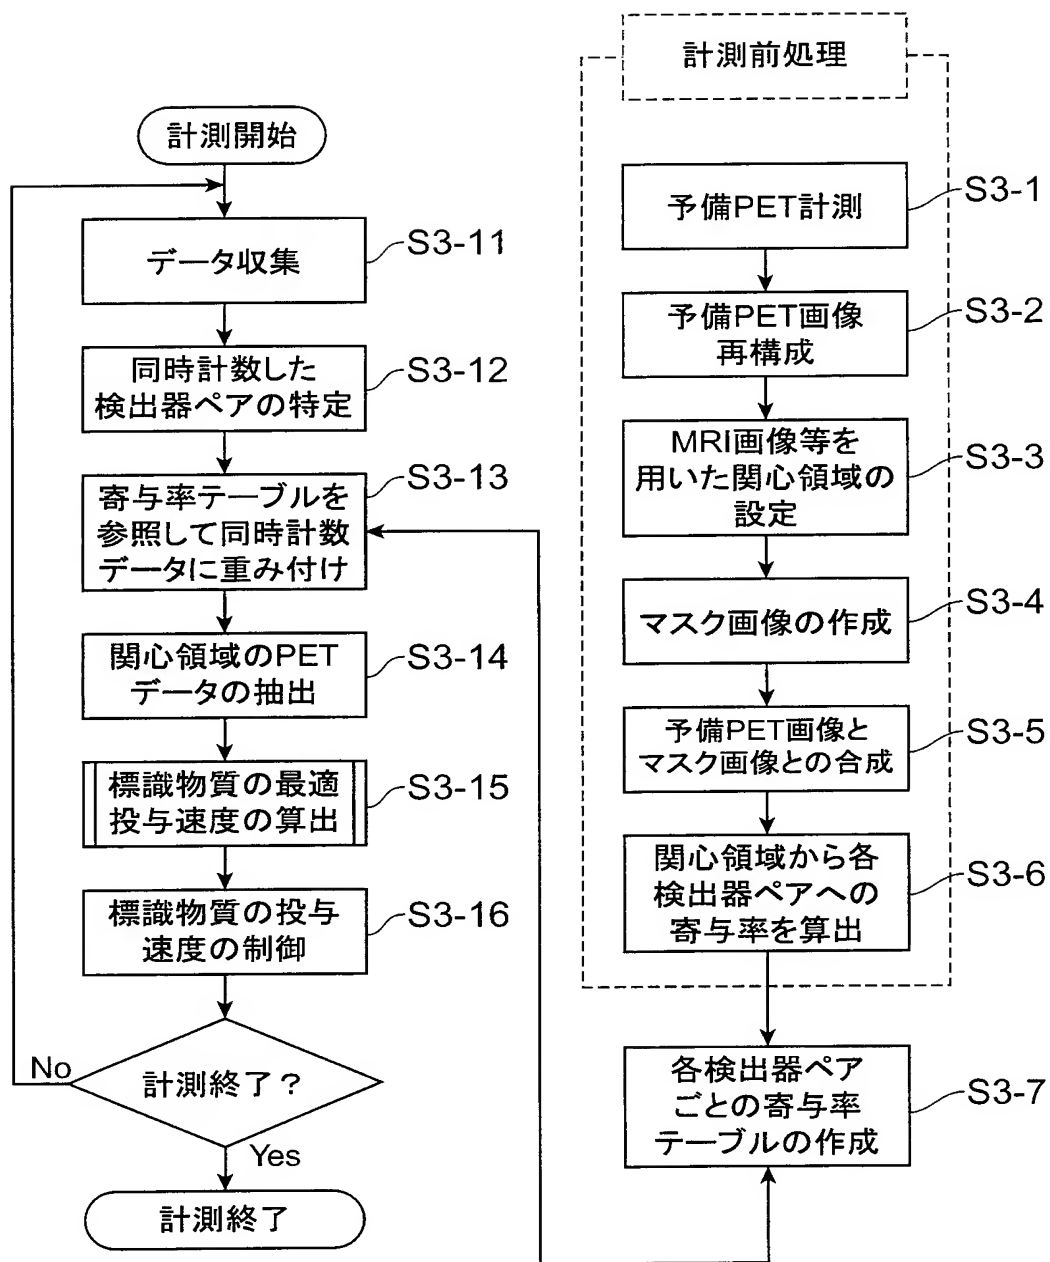 計測開始
データ収集
S3-11
同時計数した
検出器ペアの特定
S3-12
寄与率テーブルを
参照して同時計数
データに重み付け
S3-13
関心領域のPET
データの抽出
S3-14
標識物質の最適
投与速度の算出
S3-15
標識物質の投与
速度の制御
S3-16
計測終了？
No
Yes
計測終了
計測前処理
予備PET計測
S3-1
予備PET画像
再構成
S3-2
MRI画像等を
用いた関心領域の
設定
S3-3
マスク画像の作成
S3-4
予備PET画像と
マスク画像との合成
S3-5
関心領域から各
検出器ペアへの
寄与率を算出
S3-6
各検出器ペア
ごとの寄与率
テーブルの作成
S3-7